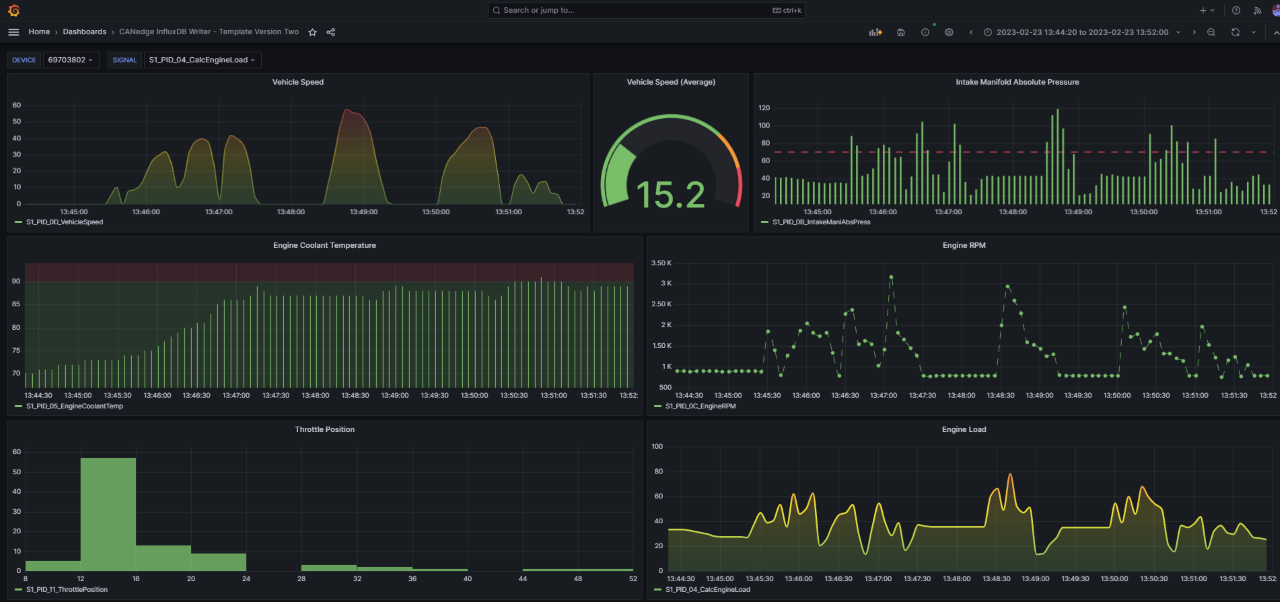 Search or jump to... ctrl+k
Home › Dashboards › CANedge InfluxDB Writer - Template Version Two
2023-02-23 13:44:20 to 2023-02-23 13:52:00
DEVICE 69703802 SIGNAL S1_PID_04_CalcEngineLoad
Vehicle Speed
60
50
40
30
20
10
0
13:45:00 13:46:00 13:47:00 13:48:00 13:49:00 13:50:00 13:51:00 13:52
S1_PID_0D_VehicleSpeed
Vehicle Speed (Average)
15.2
Intake Manifold Absolute Pressure
120
100
80
60
40
20
13:45:00 13:46:00 13:47:00 13:48:00 13:49:00 13:50:00 13:51:00 13:52
S1_PID_0B_IntakeManiAbsPress
Engine Coolant Temperature
90
85
80
75
70
13:44:30 13:45:00 13:45:30 13:46:00 13:46:30 13:47:00 13:47:30 13:48:00 13:48:30 13:49:00 13:49:30 13:50:00 13:50:30 13:51:00 13:51:30 13:52:
S1_PID_05_EngineCoolantTemp
Engine RPM
3.50 K
3 K
2.50 K
2 K
1.50 K
1 K
500
13:44:30 13:45:00 13:45:30 13:46:00 13:46:30 13:47:00 13:47:30 13:48:00 13:48:30 13:49:00 13:49:30 13:50:00 13:50:30 13:51:00 13:51:30 13:52
S1_PID_0C_EngineRPM
Throttle Position
60
50
40
30
20
10
0
8 12 16 20 24 28 32 36 40 44 48 52
S1_PID_11_ThrottlePosition
Engine Load
100
80
60
40
20
0
13:44:30 13:45:00 13:45:30 13:46:00 13:46:30 13:47:00 13:47:30 13:48:00 13:48:30 13:49:00 13:49:30 13:50:00 13:50:30 13:51:00 13:51:30 13:52
S1_PID_04_CalcEngineLoad